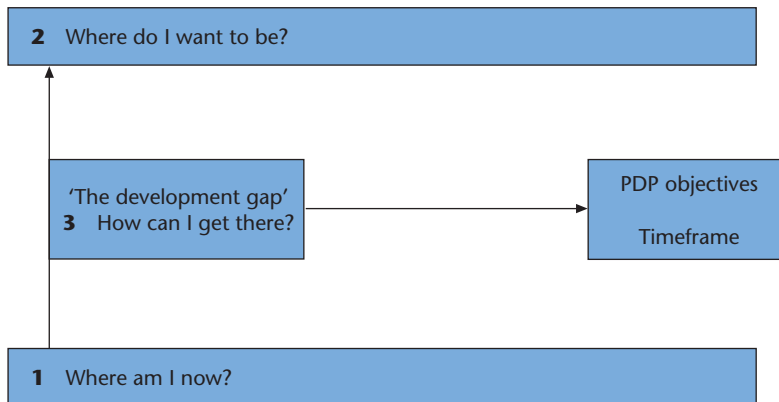 2 Where do I want to be?
'The development gap'
3 How can I get there?
PDP objectives
Timeframe
1 Where am I now?